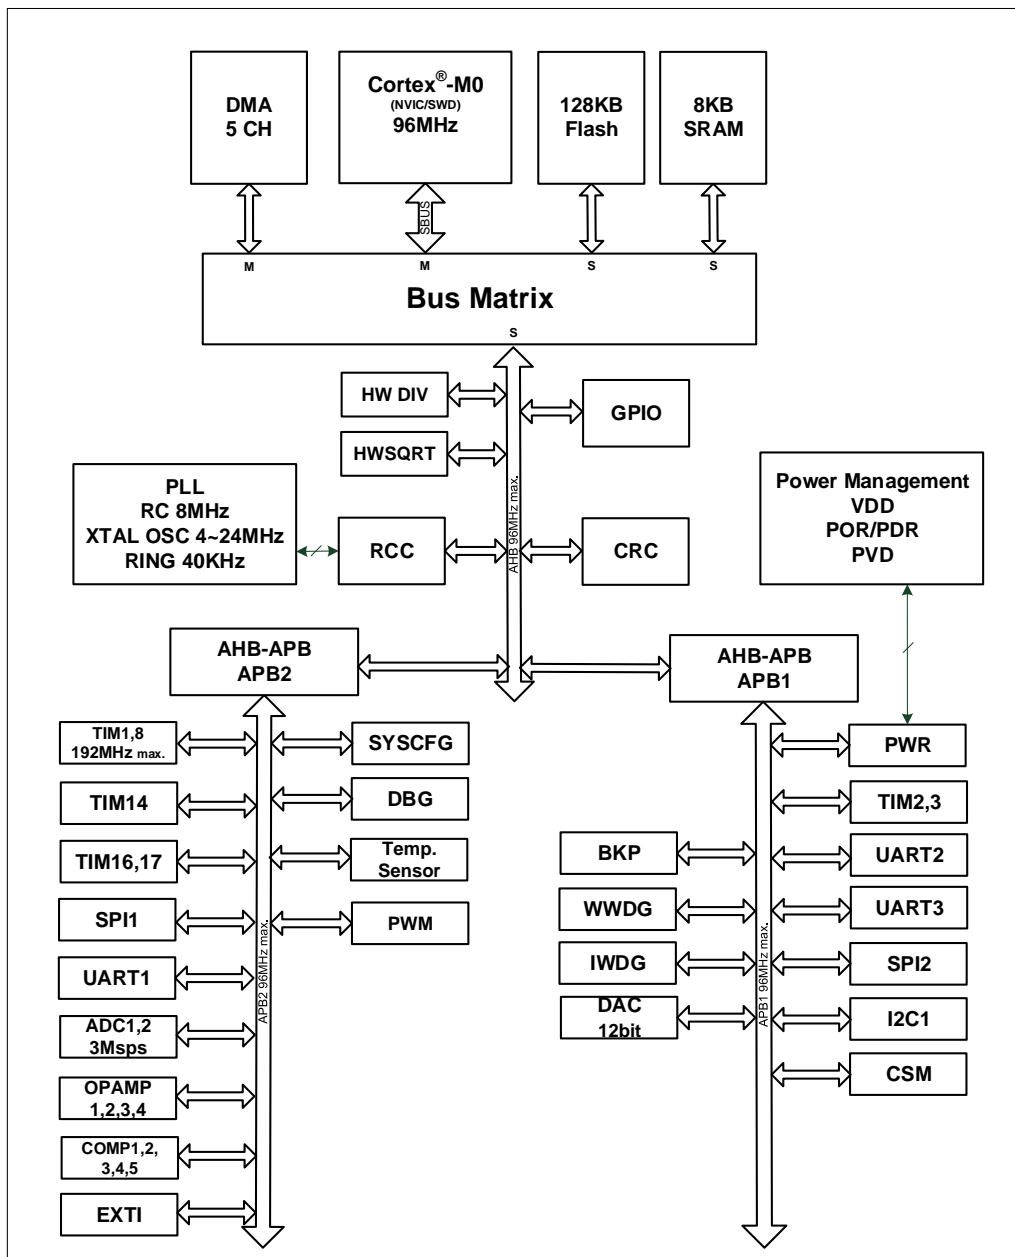 DMA
5 CH
Cortex®-M0
(NVIC/SWD)
96MHz
128KB
Flash
8KB
SRAM
SBUS
M
M
S
S
Bus Matrix
S
HW DIV
GPIO
HWSQRT
PLL
RC 8MHz
XTAL OSC 4~24MHz
RING 40KHz
RCC
AHB 96MHz max.
CRC
Power Management
VDD
POR/PDR
PVD
AHB-APB
APB2
AHB-APB
APB1
TIM1,8
192MHz max.
TIM14
TIM16,17
SPI1
UART1
ADC1,2
3Msps
OPAMP
1,2,3,4
COMP1,2,
3,4,5
EXTI
APB2 96MHz max.
SYSCFG
DBG
Temp.
Sensor
PWM
BKP
WWDG
IWDG
DAC
12bit
APB1 96MHz max.
PWR
TIM2,3
UART2
UART3
SPI2
I2C1
CSM